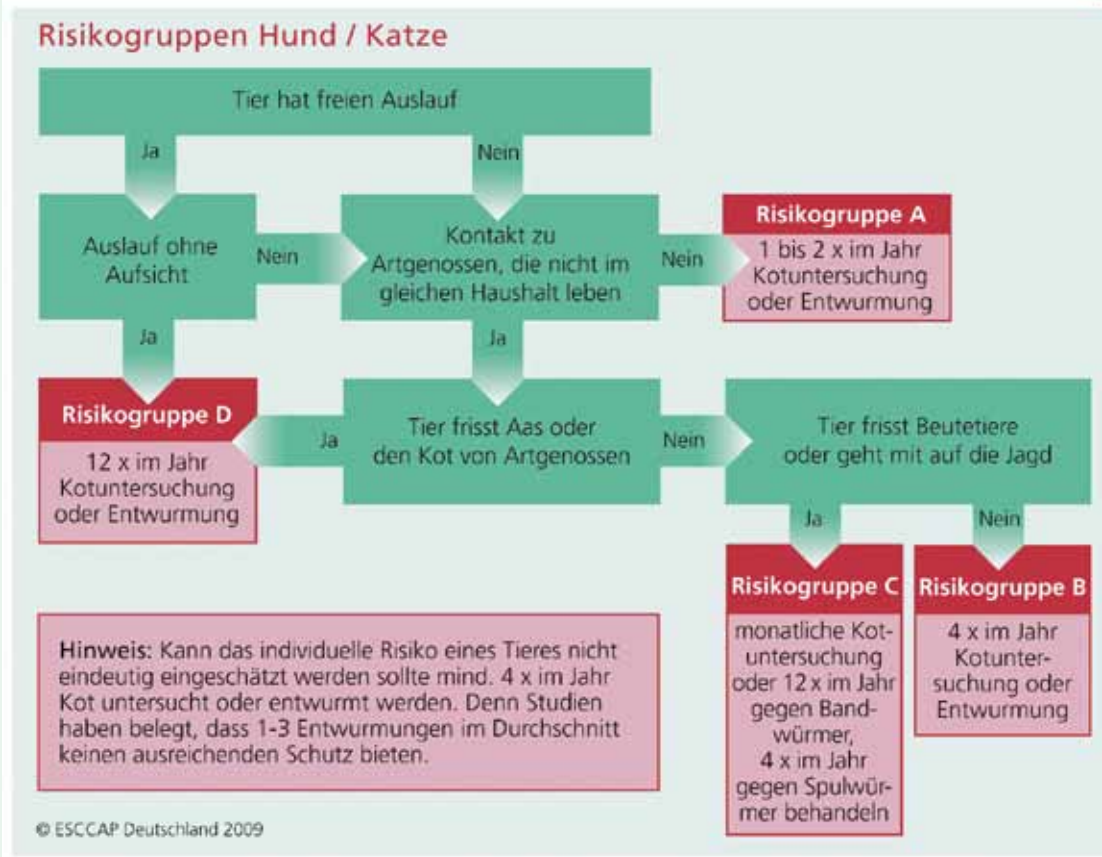 Risikogruppen Hund / Katze
Tier hat freien Auslauf
Ja
Nein
Auslauf ohne
Aufsicht
Nein
Kontakt zu
Artgenossen, die nicht im
gleichen Haushalt leben
Nein
Risikogruppe A
1 bis 2 x im Jahr
Kotuntersuchung
oder Entwurmung
Ja
Ja
Risikogruppe D
12 x im Jahr
Kotuntersuchung
oder Entwurmung
Ja
Tier frisst Aas oder
den Kot von Artgenossen
Nein
Tier frisst Beutetiere
oder geht mit auf die Jagd
Ja
Nein
Risikogruppe C
monatliche Kot-
untersuchung
oder 12 x im Jahr
gegen Band-
würmer,
4 x im Jahr
gegen Spulwür-
mer behandeln
Risikogruppe B
4 x im Jahr
Kotunter-
suchung oder
Entwurmung
Hinweis: Kann das individuelle Risiko eines Tieres nicht
eindeutig eingeschätzt werden sollte mind. 4 x im Jahr
Kot untersucht oder entwurmt werden. Denn Studien
haben belegt, dass 1-3 Entwurmungen im Durchschnitt
keinen ausreichenden Schutz bieten.
© ESCCAP Deutschland 2009